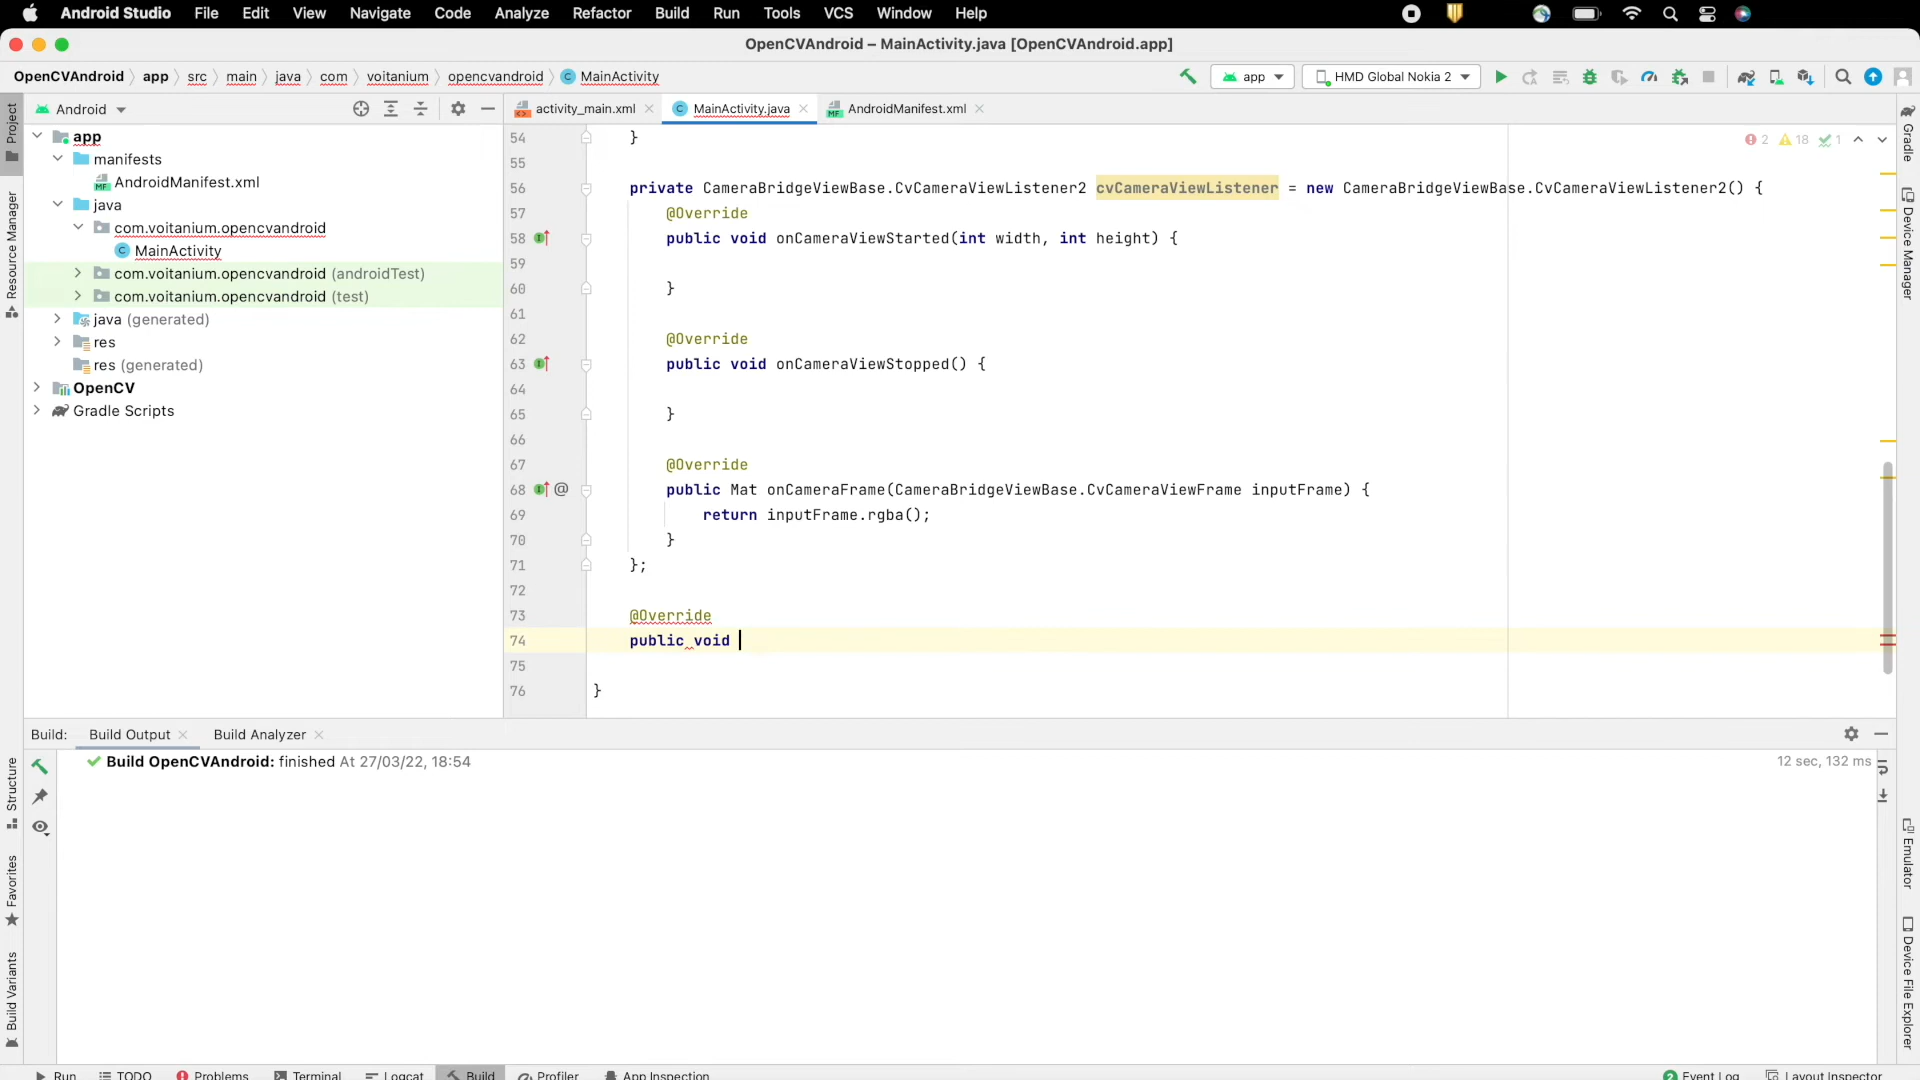 Android Studio File Edit View Navigate Code Analyze Refactor Build Run Tools VCS Window Help
OpenCVAndroid – MainActivity.java [OpenCVAndroid.app]
OpenCVAndroid app src main java com voitanium opencvandroid MainActivity app HMD Global Nokia 2
Android activity_main.xml MainActivity.java AndroidManifest.xml
Project
Resource Manager
Structure
Favorites
Build Variants
app
manifests
AndroidManifest.xml
java
com.voitanium.opencvandroid
MainActivity
com.voitanium.opencvandroid (androidTest)
com.voitanium.opencvandroid (test)
java (generated)
res
res (generated)
OpenCV
Gradle Scripts
2 18 1
54 }
55
56 private CameraBridgeViewBase.CvCameraViewListener2 cvCameraViewListener = new CameraBridgeViewBase.CvCameraViewListener2() {
57 @Override
58 public void onCameraViewStarted(int width, int height) {
59
60 }
61
62 @Override
63 public void onCameraViewStopped() {
64
65 }
66
67 @Override
68 @ public Mat onCameraFrame(CameraBridgeViewBase.CvCameraViewFrame inputFrame) {
69 return inputFrame.rgba();
70 }
71 };
72
73 @Override
74 public void
75
76 }
Gradle
Device Manager
Emulator
Device File Explorer
Build: Build Output Build Analyzer
Build OpenCVAndroid: finished At 27/03/22, 18:54 12 sec, 132 ms
Run TODO Problems Terminal Logcat Build Profiler App Inspection 2 Event Log Layout Inspector